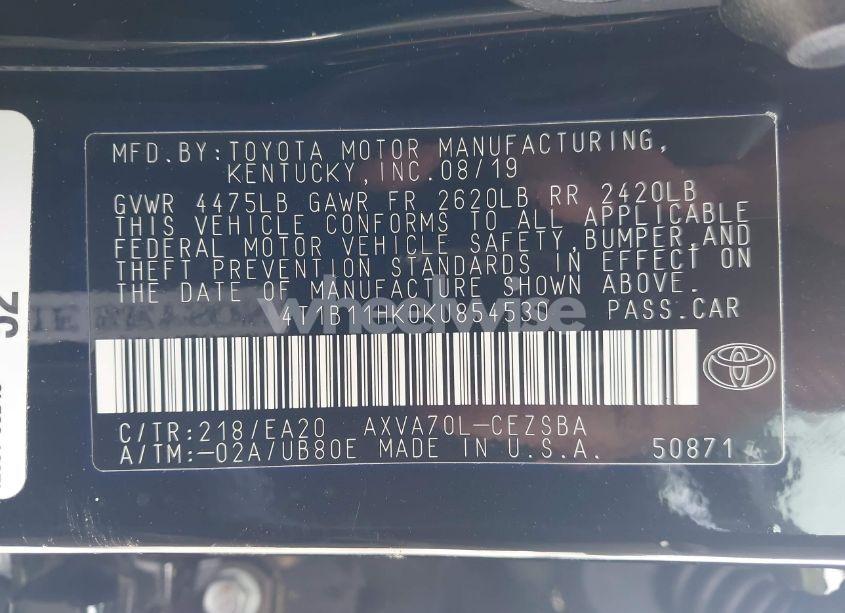 MFD.BY:TOYOTA MOTOR MANUFACTURING,
KENTUCKY,INC.08/19
GVWR 4475LB GAWR FR 2620LB RR 2420LB
THIS VEHICLE CONFORMS TO ALL APPLICABLE
FEDERAL MOTOR VEHICLE SAFETY,BUMPER,AND
THEFT PREVENTION STANDARDS IN EFFECT ON
THE DATE OF MANUFACTURE SHOWN ABOVE.
4T1B11HK0KU854530 PASS.CAR
wheelwise
C/TR:218/EA20 AXVA70L-CEZSBA
A/TM:-02A/UB80E MADE IN U.S.A. 50871